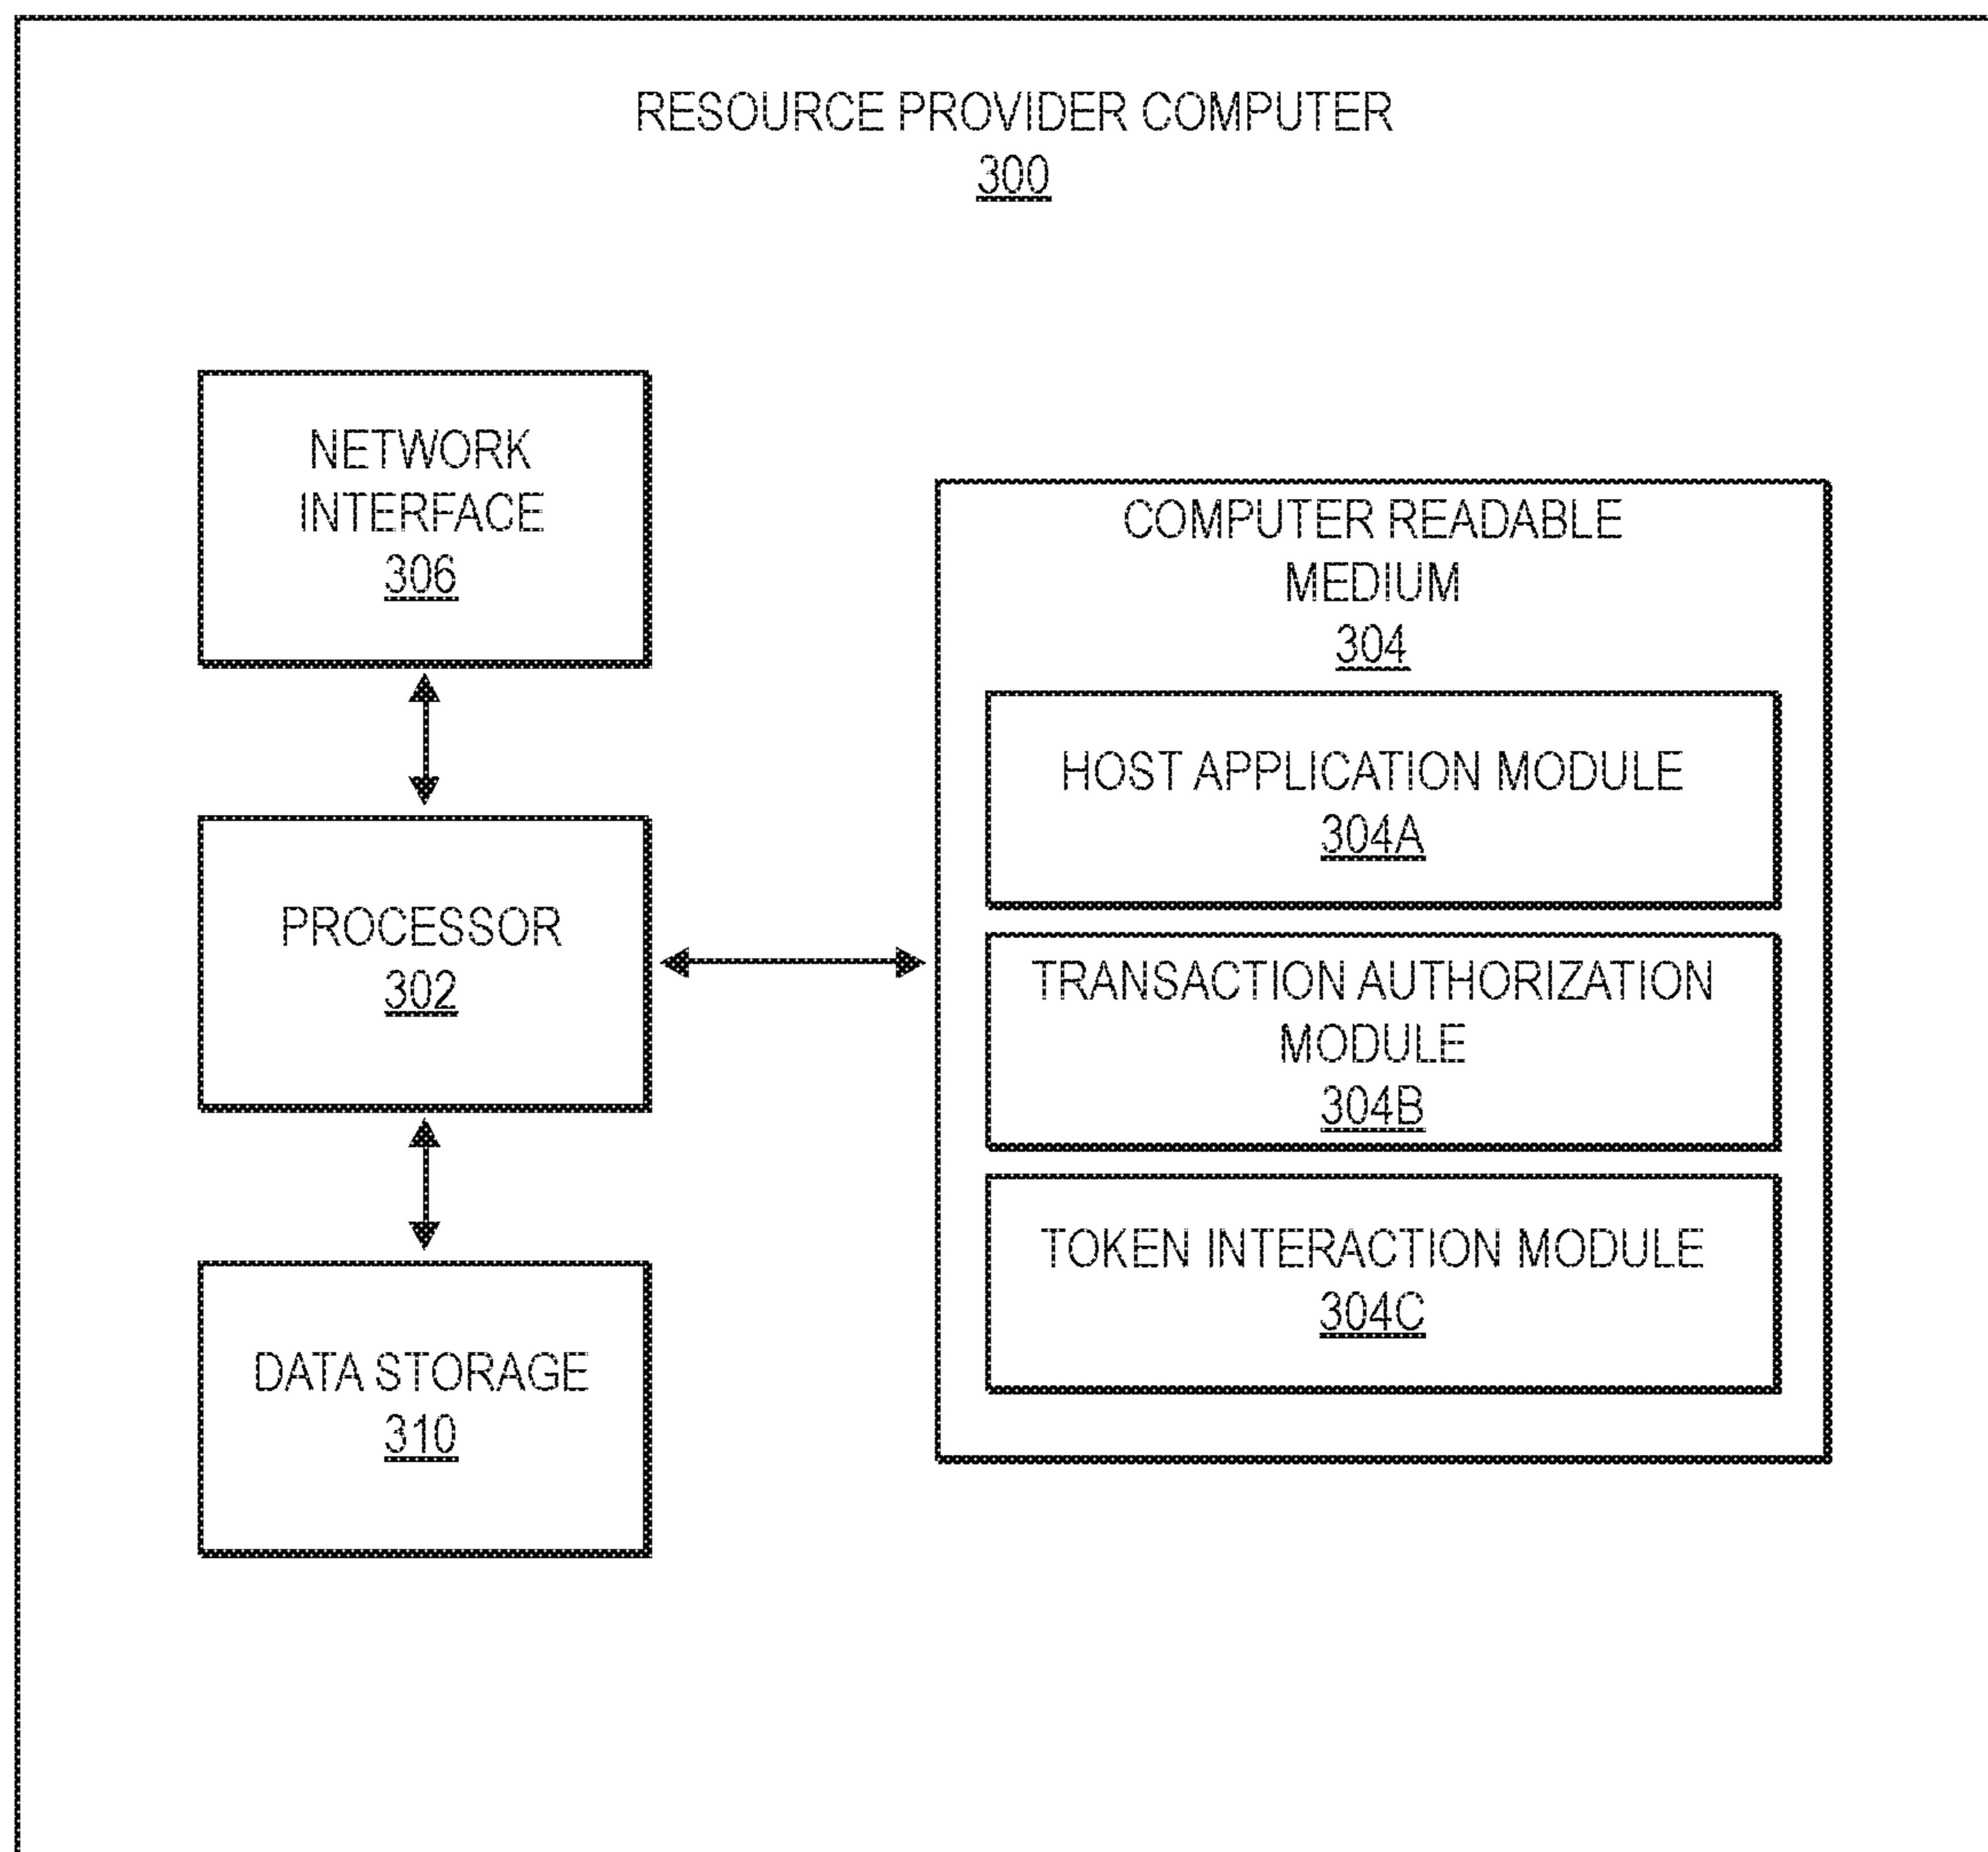 RESOURCE PROVIDER COMPUTER
300
NETWORK
INTERFACE
306
PROCESSOR
302
DATA STORAGE
310
COMPUTER READABLE
MEDIUM
304
HOST APPLICATION MODULE
304A
TRANSACTION AUTHORIZATION
MODULE
304B
TOKEN INTERACTION MODULE
304C